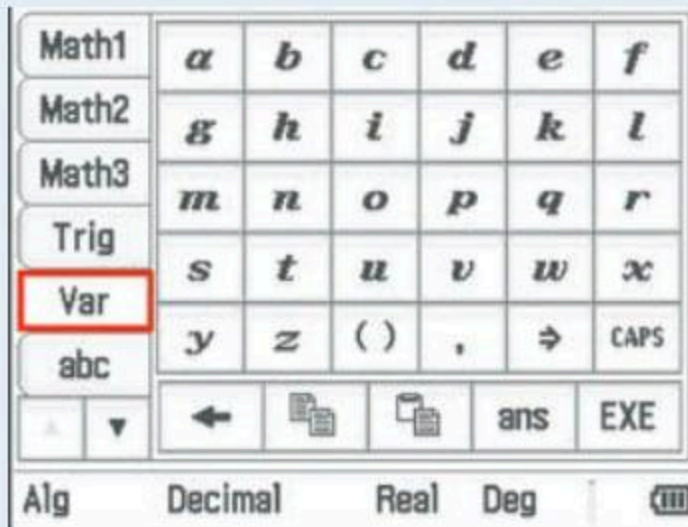 Math1 a b c d e f
Math2 g h i j k l
Math3 m n o p q r
Trig s t u v w x
Var y z ( ) , ⇒ CAPS
abc
ans EXE
Alg Decimal Real Deg